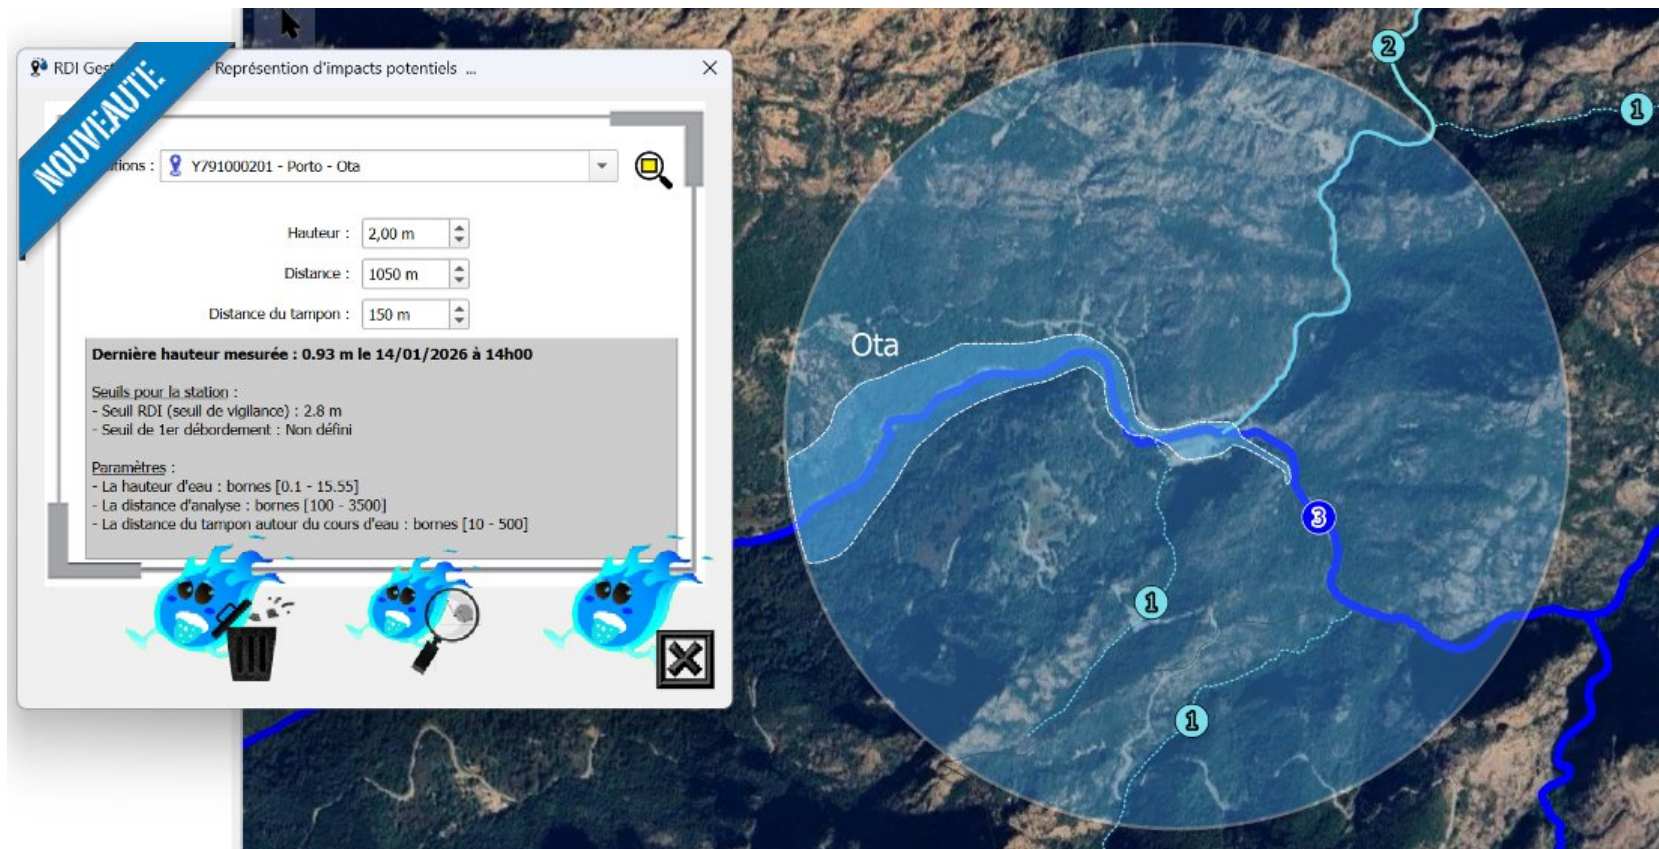 RDI Ges
- Représention d'impacts potentiels ...
NOUVEAUTE
tions :
Y791000201 - Porto - Ota
Hauteur :
2,00 m
Distance :
1050 m
Distance du tampon :
150 m
Dernière hauteur mesurée : 0.93 m le 14/01/2026 à 14h00
Seuils pour la station :
- Seuil RDI (seuil de vigilance) : 2.8 m
- Seuil de 1er débordement : Non défini
Paramètres :
- La hauteur d'eau : bornes [0.1 - 15.55]
- La distance d'analyse : bornes [100 - 3500]
- La distance du tampon autour du cours d'eau : bornes [10 - 500]
2
1
Ota
3
1
1